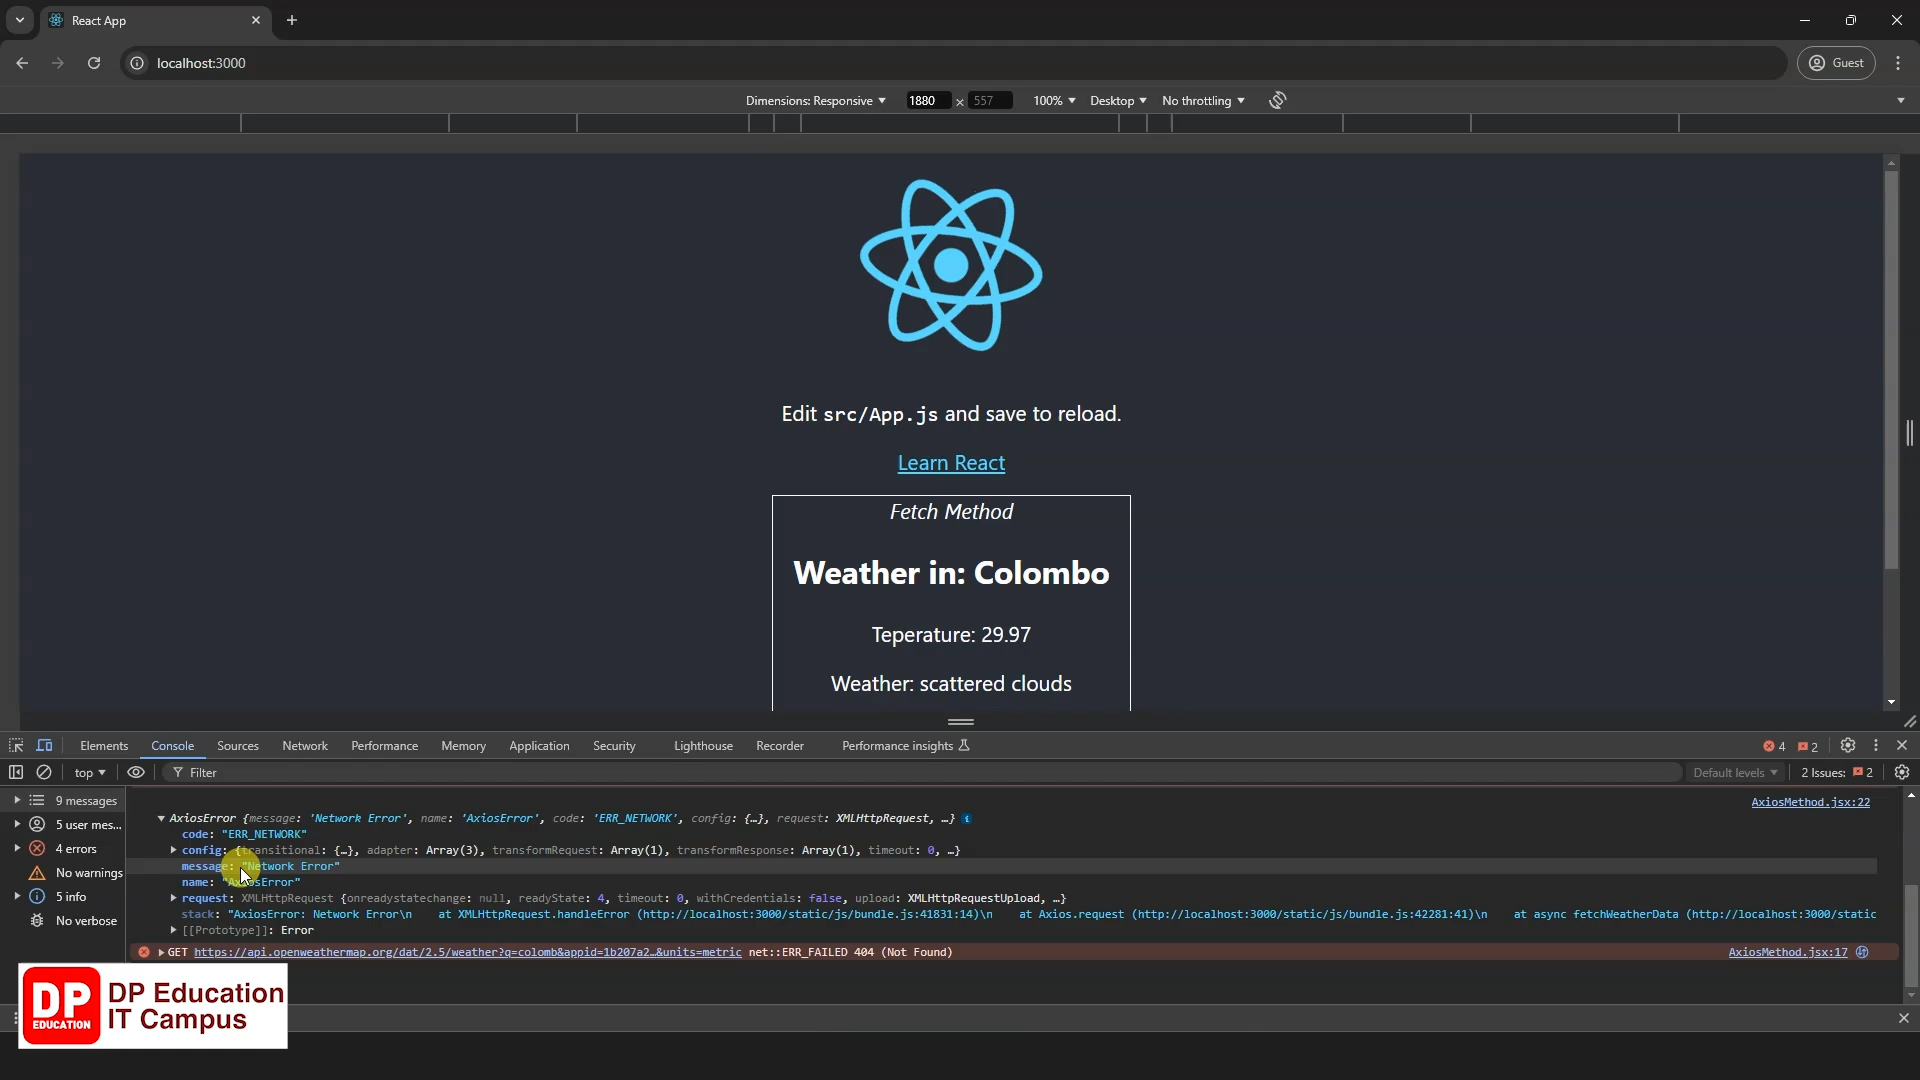 React App
localhost:3000
Guest
Dimensions: Responsive 1880 × 557 100% Desktop No throttling
Edit src/App.js and save to reload.
Learn React
Fetch Method
Weather in: Colombo
Teperature: 29.97
Weather: scattered clouds
Elements Console Sources Network Performance Memory Application Security Lighthouse Recorder Performance insights 4 2
top Filter Default levels 2 Issues: 2
9 messages
5 user mes...
4 errors
No warnings
5 info
No verbose
AxiosMethod.jsx:22
AxiosError {message: 'Network Error', name: 'AxiosError', code: 'ERR_NETWORK', config: {…}, request: XMLHttpRequest, …}
code: "ERR_NETWORK"
config: {transitional: {…}, adapter: Array(3), transformRequest: Array(1), transformResponse: Array(1), timeout: 0, …}
message: "Network Error"
name: "AxiosError"
request: XMLHttpRequest {onreadystatechange: null, readyState: 4, timeout: 0, withCredentials: false, upload: XMLHttpRequestUpload, …}
stack: "AxiosError: Network Error\n at XMLHttpRequest.handleError (http://localhost:3000/static/js/bundle.js:41831:14)\n at Axios.request (http://localhost:3000/static/js/bundle.js:42281:41)\n at async fetchWeatherData (http://localhost:3000/static
[[Prototype]]: Error
GET https://api.openweathermap.org/dat/2.5/weather?q=colomb&appid=1b207a2…&units=metric net::ERR_FAILED 404 (Not Found) AxiosMethod.jsx:17
DP
EDUCATION
DP Education
IT Campus